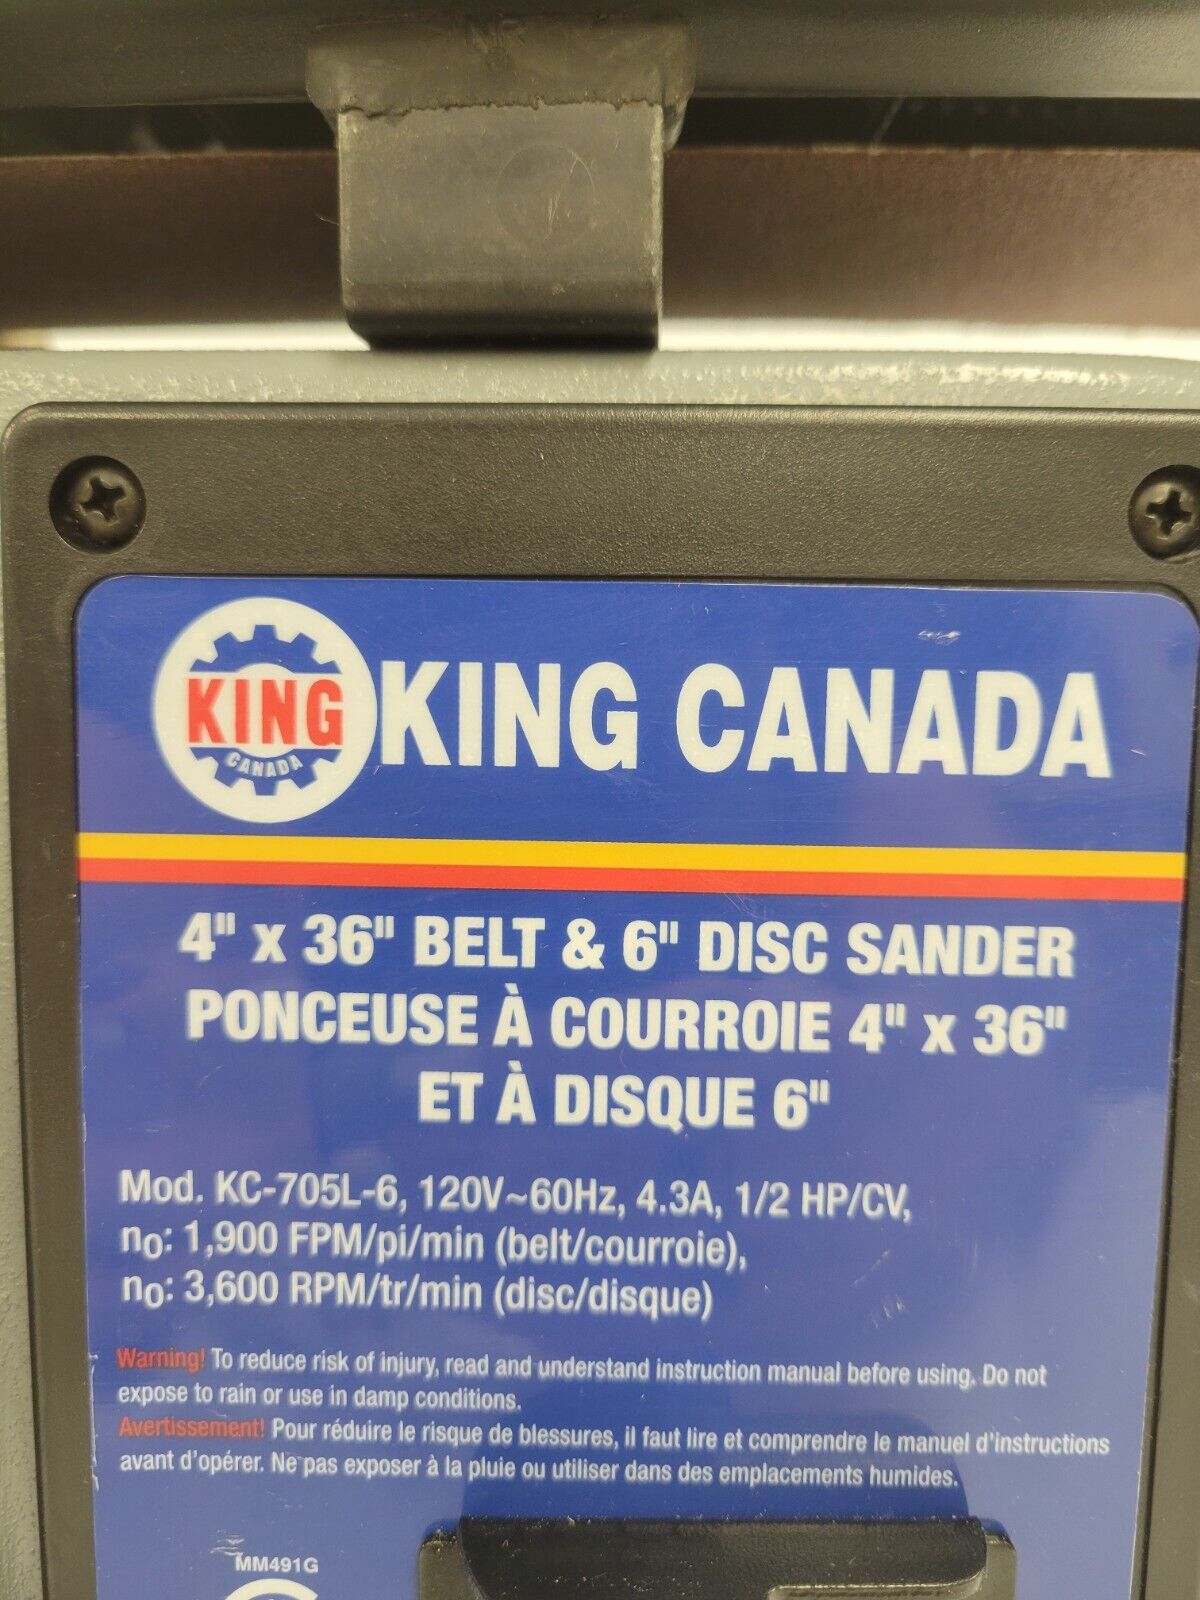 KING
CANADA
KING CANADA
4" x 36" BELT & 6" DISC SANDER
PONCEUSE À COURROIE 4" x 36"
ET À DISQUE 6"
Mod. KC-705L-6, 120V~60Hz, 4.3A, 1/2 HP/CV,
n₀: 1,900 FPM/pi/min (belt/courroie),
n₀: 3,600 RPM/tr/min (disc/disque)
Warning! To reduce risk of injury, read and understand instruction manual before using. Do not
expose to rain or use in damp conditions.
Avertissement! Pour réduire le risque de blessures, il faut lire et comprendre le manuel d'instructions
avant d'opérer. Ne pas exposer à la pluie ou utiliser dans des emplacements humides.
MM491G